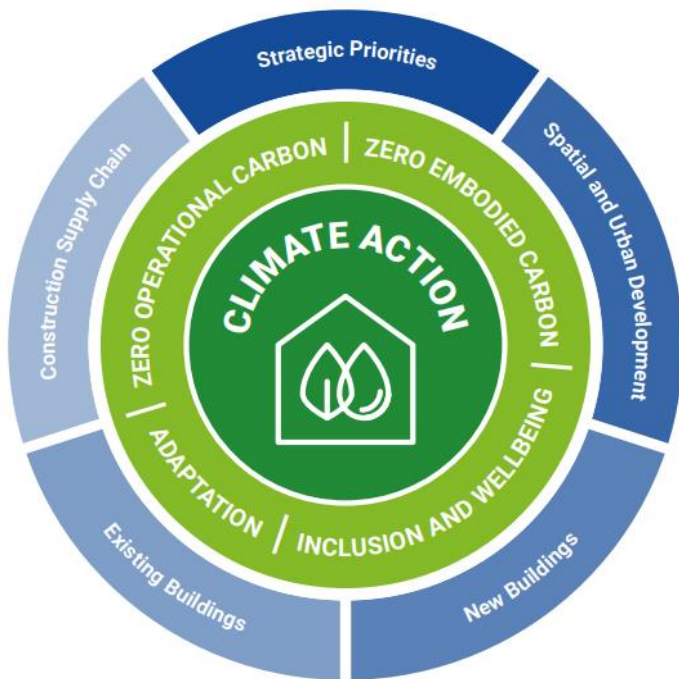 Strategic Priorities
Spatial and Urban Development
New Buildings
Existing Buildings
Construction Supply Chain
ZERO OPERATIONAL CARBON
ZERO EMBODIED CARBON
INCLUSION AND WELLBEING
ADAPTATION
CLIMATE ACTION